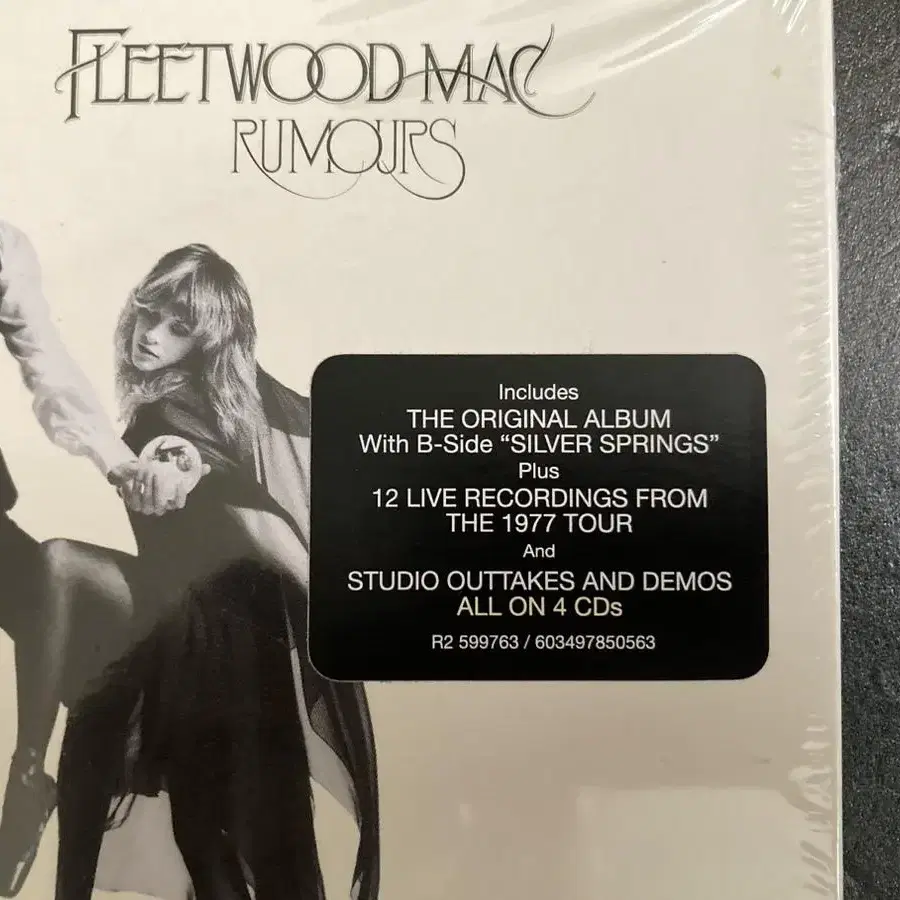 FLEETWOOD MAC
RUMOURS
Includes
THE ORIGINAL ALBUM
With B-Side “SILVER SPRINGS”
Plus
12 LIVE RECORDINGS FROM
THE 1977 TOUR
And
STUDIO OUTTAKES AND DEMOS
ALL ON 4 CDs
R2 599763 / 603497850563